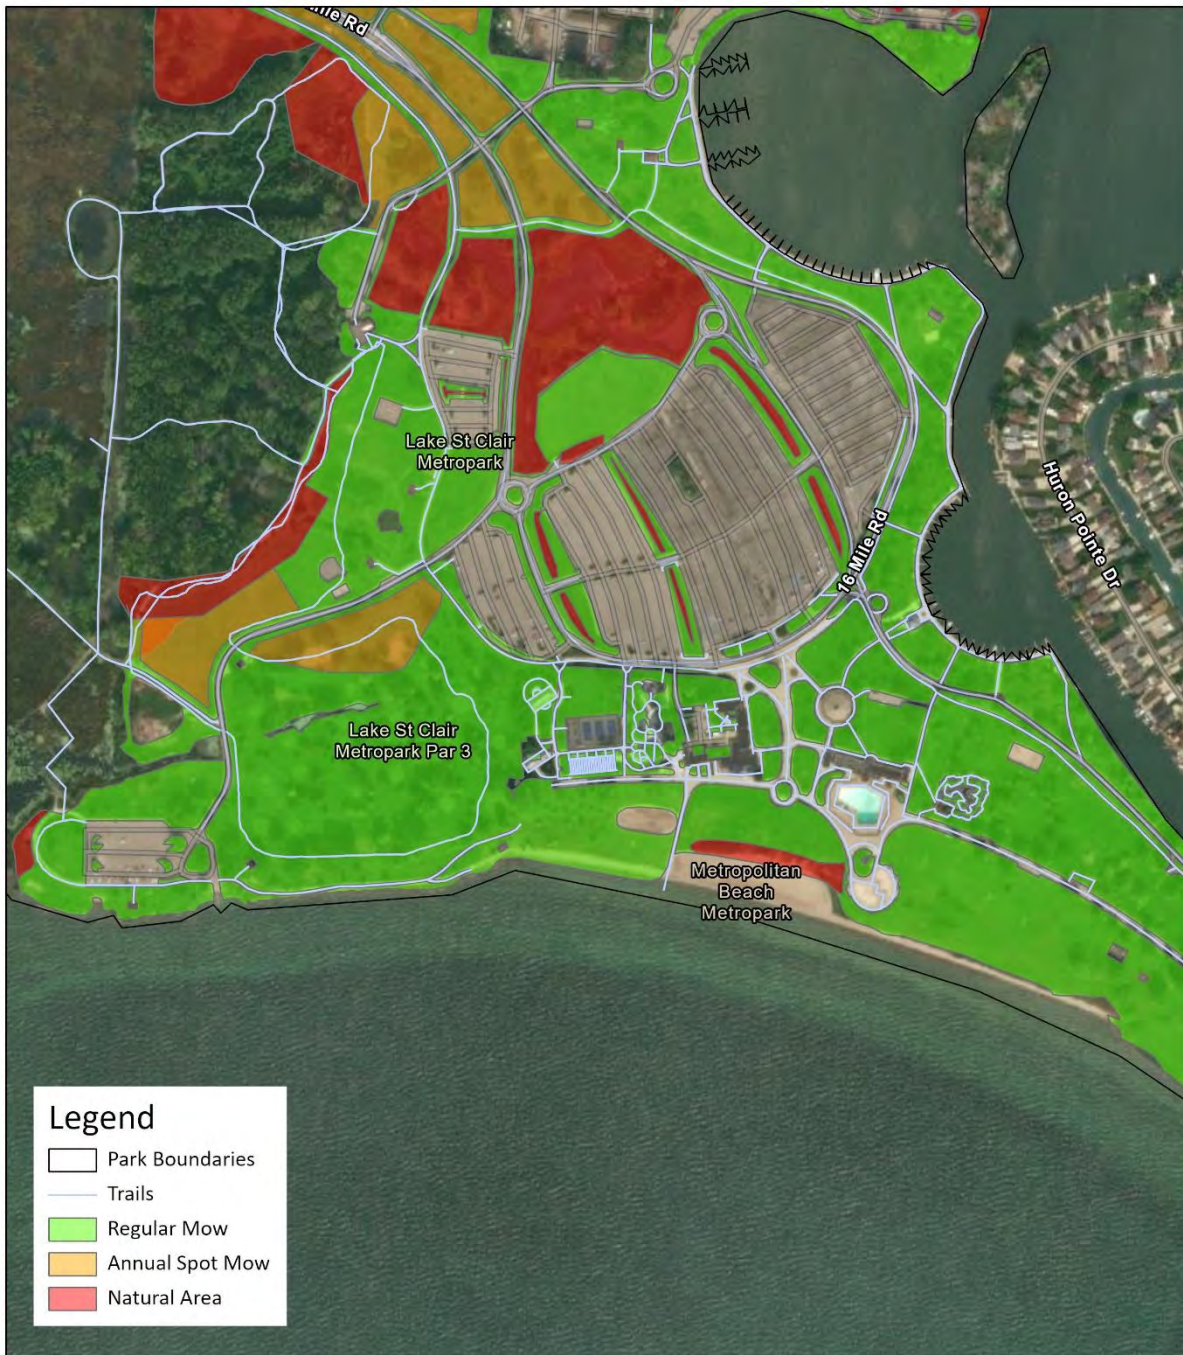 Mile Rd
Lake St Clair
Metropark
Huron Pointe Dr
16 Mile Rd
Lake St Clair
Metropark Par 3
Metropolitan
Beach
Metropark
Legend
Park Boundaries
Trails
Regular Mow
Annual Spot Mow
Natural Area